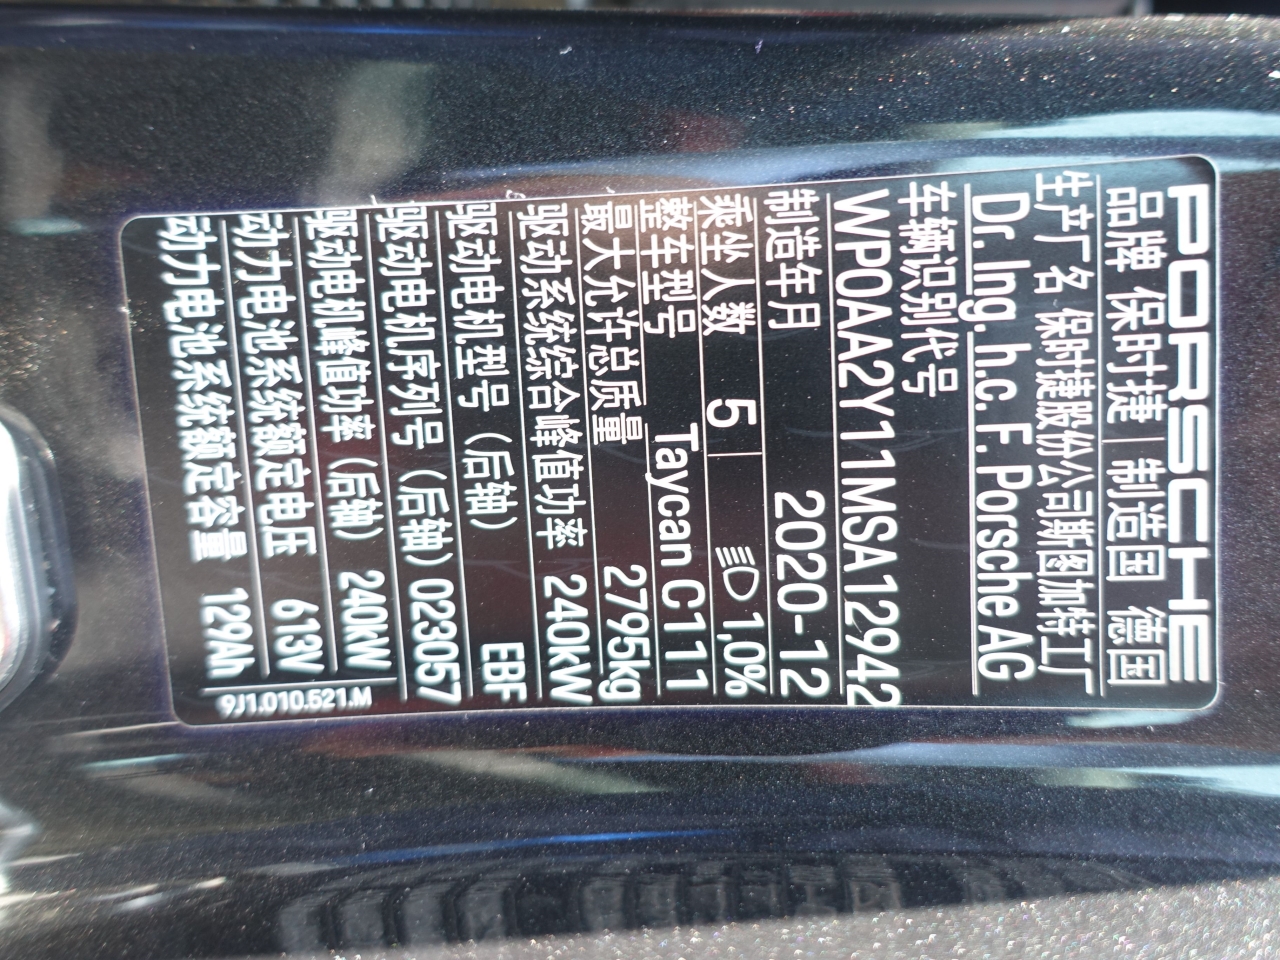 PORSCHE
品牌 保时捷 制造国 德国
生产厂名 保时捷股份公司斯图加特工厂
Dr. Ing. h.c. F. Porsche AG
车辆识别代号
WP0AA2Y11MSA12942
制造年月 2020-12
乘坐人数 5 1,0%
整车型号 Taycan C111
最大允许总质量 2795kg
驱动系统综合峰值功率 240kW
驱动电机型号（后轴） EBF
驱动电机序列号（后轴）023057
驱动电机峰值功率（后轴） 240kW
动力电池系统额定电压 613V
动力电池系统额定容量 129Ah
9J1.010.521.M